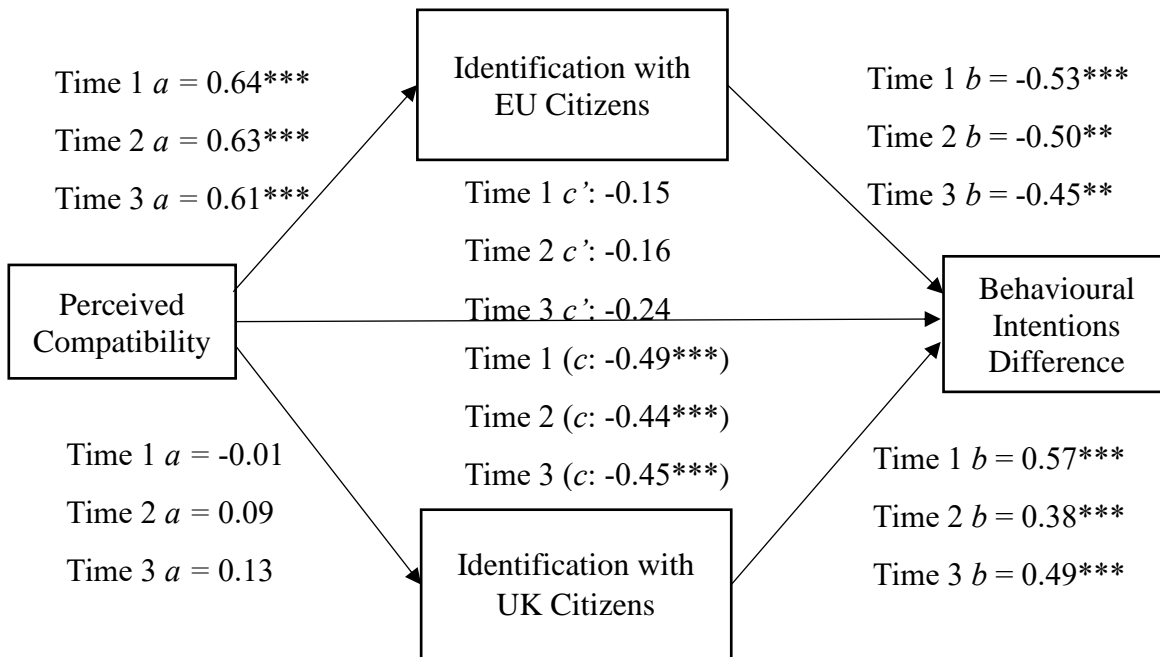 Time 1 a = 0.64***
Time 2 a = 0.63***
Time 3 a = 0.61***
Identification with
EU Citizens
Time 1 b = -0.53***
Time 2 b = -0.50**
Time 3 b = -0.45**
Time 1 c’: -0.15
Time 2 c’: -0.16
Time 3 c’: -0.24
Perceived
Compatibility
Behavioural
Intentions
Difference
Time 1 (c: -0.49***)
Time 2 (c: -0.44***)
Time 3 (c: -0.45***)
Time 1 a = -0.01
Time 2 a = 0.09
Time 3 a = 0.13
Identification with
UK Citizens
Time 1 b = 0.57***
Time 2 b = 0.38***
Time 3 b = 0.49***